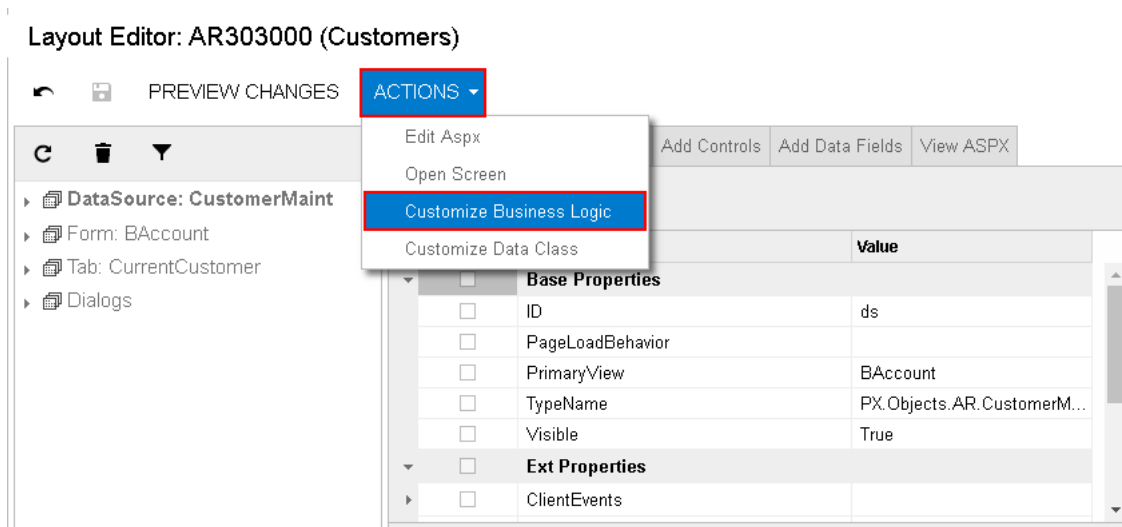 Layout Editor: AR303000 (Customers)
PREVIEW CHANGES ACTIONS
Edit Aspx
Open Screen
Customize Business Logic
Customize Data Class
Add Controls Add Data Fields View ASPX
DataSource: CustomerMaint
Form: BAccount
Tab: CurrentCustomer
Dialogs
Value
Base Properties
ID ds
PageLoadBehavior
PrimaryView BAccount
TypeName PX.Objects.AR.CustomerM...
Visible True
Ext Properties
ClientEvents